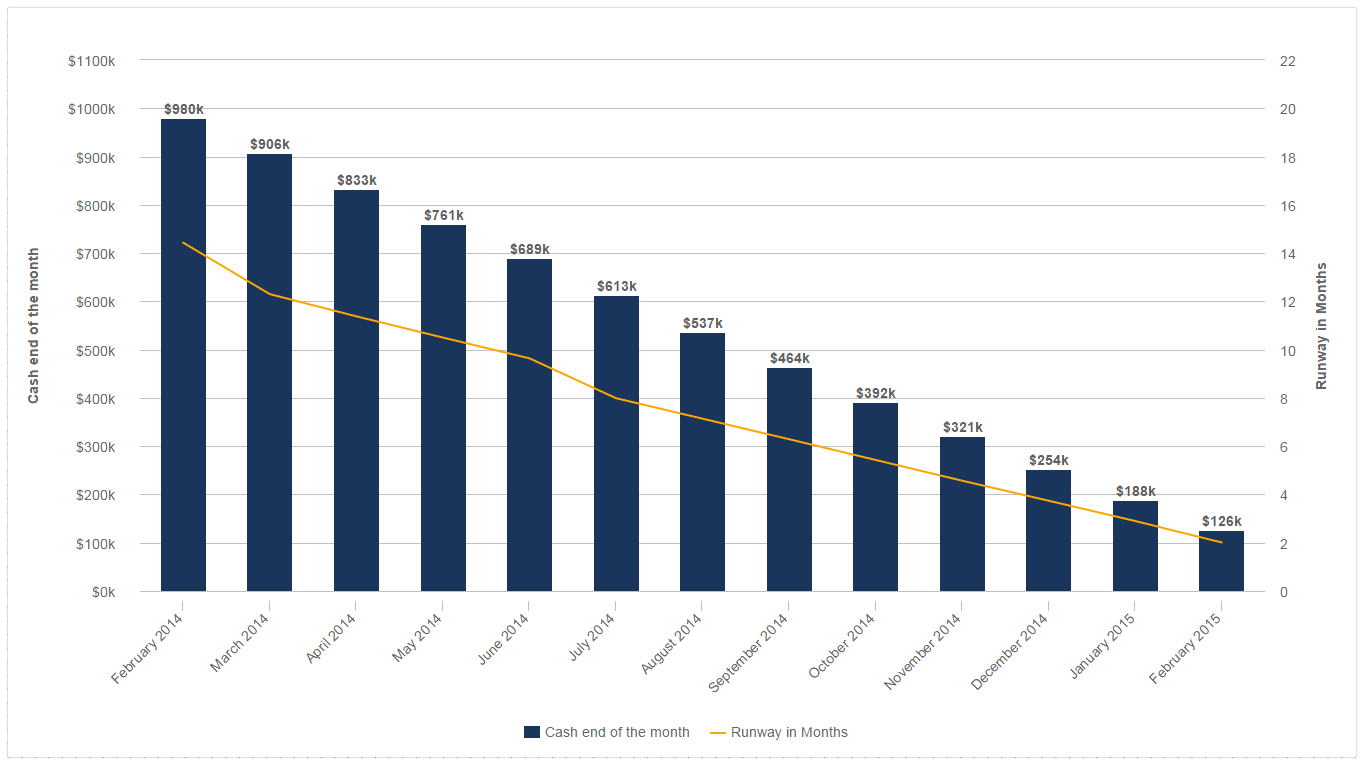 $1100k
$1000k
$900k
$800k
$700k
$600k
$500k
$400k
$300k
$200k
$100k
$0k
Cash end of the month
22
20
18
16
14
12
10
8
6
4
2
0
Runway in Months
$980k
$906k
$833k
$761k
$689k
$613k
$537k
$464k
$392k
$321k
$254k
$188k
$126k
February 2014
March 2014
April 2014
May 2014
June 2014
July 2014
August 2014
September 2014
October 2014
November 2014
December 2014
January 2015
February 2015
Cash end of the month
Runway in Months